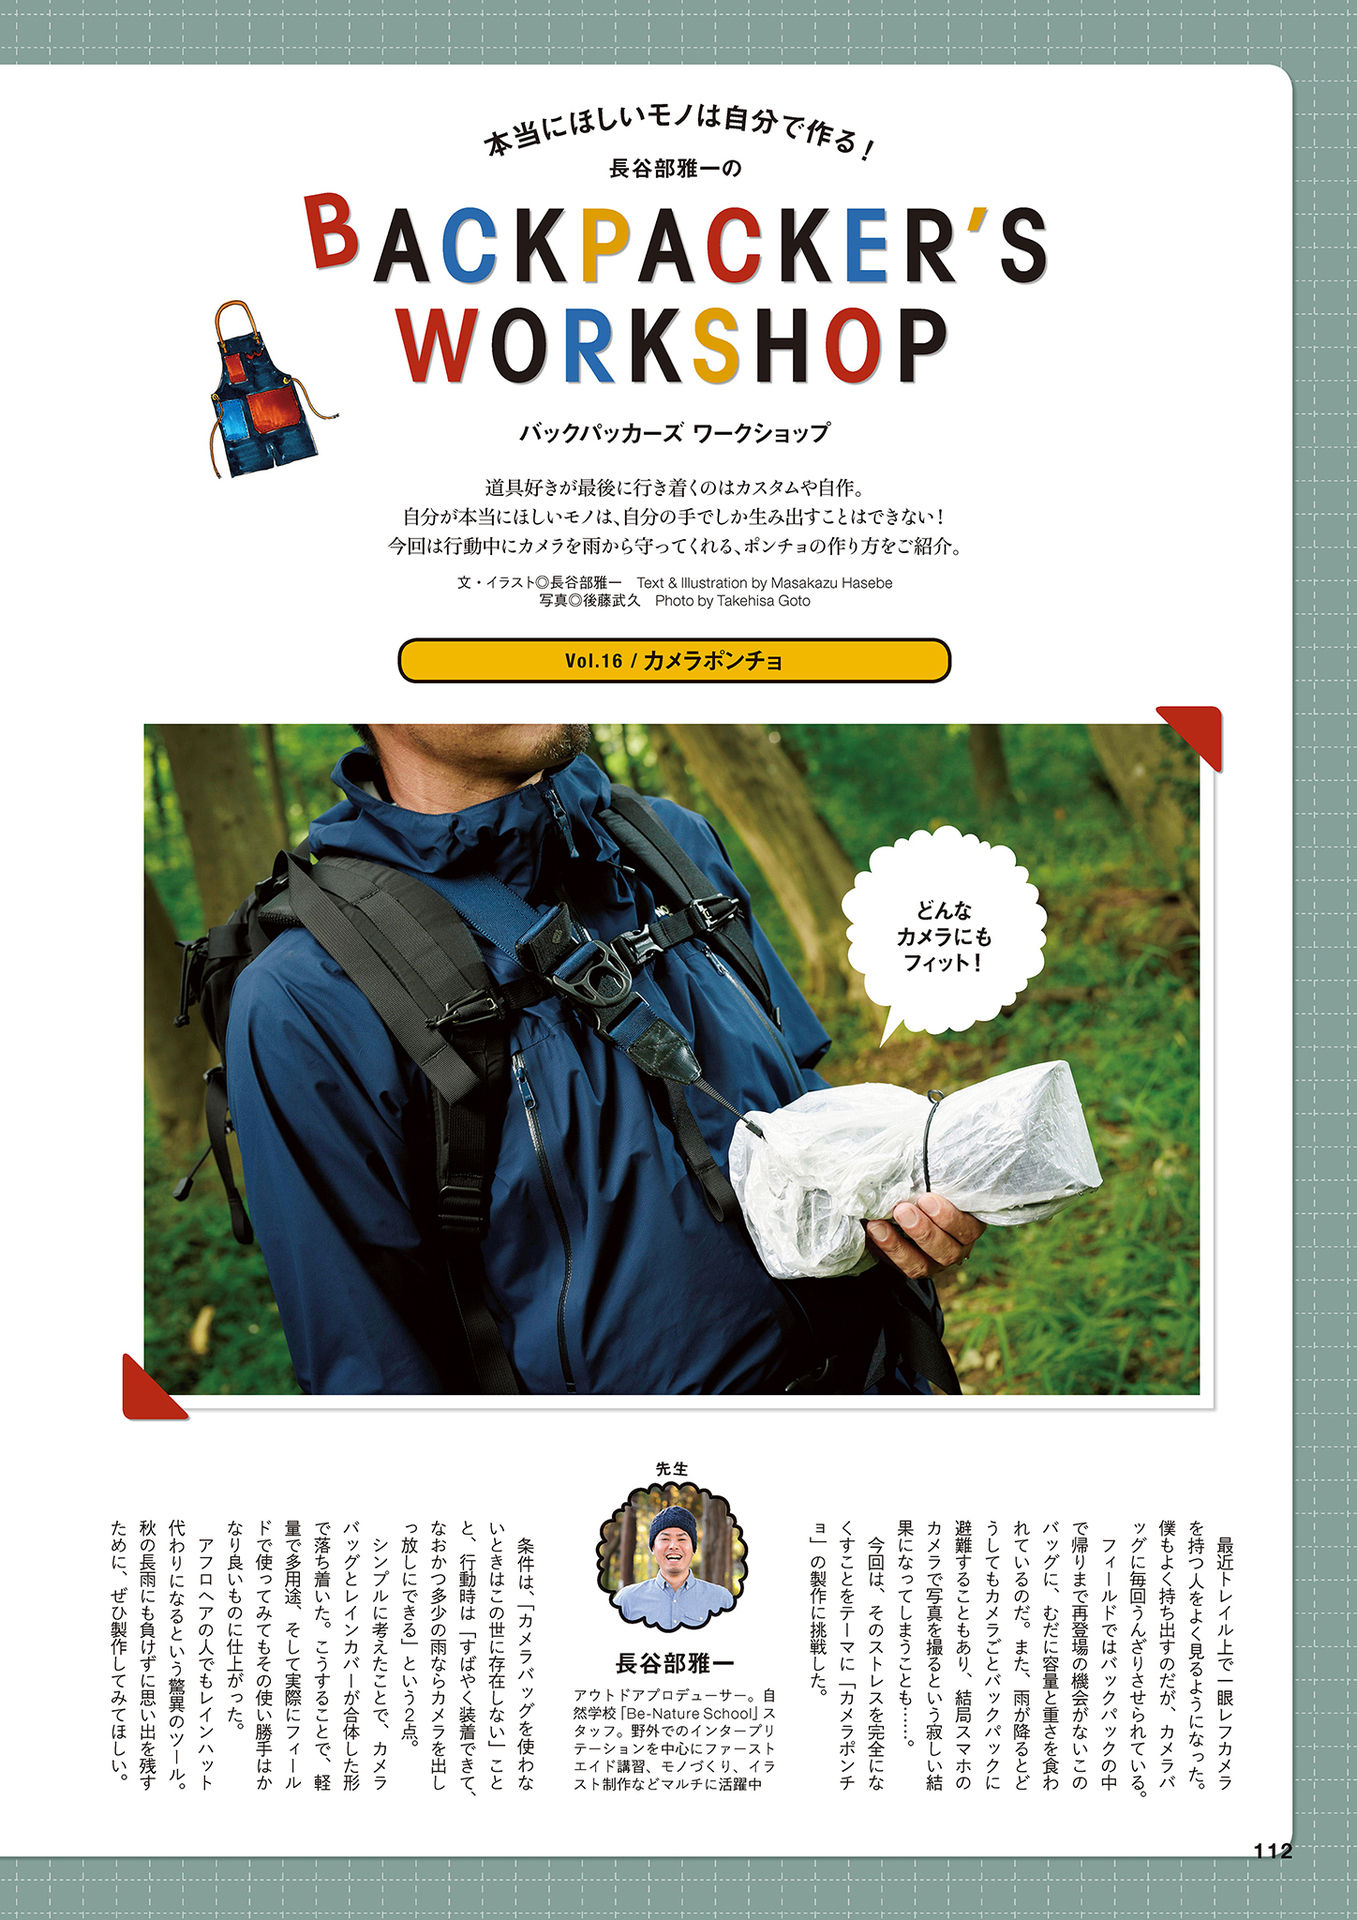 本当にほしいモノは自分で作る！
長谷部雅一の
BACKPACKER'S
WORKSHOP
バックパッカーズ ワークショップ
道具好きが最後に行き着くのはカスタムや自作。
自分が本当にほしいモノは、自分の手でしか生み出すことはできない！
今回は行動中にカメラを雨から守ってくれる、ポンチョの作り方をご紹介。
文・イラスト◎長谷部雅一　Text & Illustration by Masakazu Hasebe
写真◎後藤武久　Photo by Takehisa Goto
Vol.16 / カメラポンチョ
どんな
カメラにも
フィット！
最近トレイル上で一眼レフカメラ
を持つ人をよく見るようになった。
僕もよく持ち出すのだが、カメラバ
ッグに毎回うんざりさせられている。
フィールドではバックパックの中
で帰りまで再登場の機会がないこの
バッグに、むだに容量と重さを食わ
れているのだ。また、雨が降るとど
うしてもカメラごとバックパックに
避難することもあり、結局スマホの
カメラで写真を撮るという寂しい結
果になってしまうことも……。
今回は、そのストレスを完全にな
くすことをテーマに「カメラポンチ
ョ」の製作に挑戦した。
先生
長谷部雅一
アウトドアプロデューサー。自
然学校「Be-Nature School」ス
タッフ。野外でのインタープリ
テーションを中心にファースト
エイド講習、モノづくり、イラ
スト制作などマルチに活躍中
条件は、「カメラバッグを使わな
いときはこの世に存在しない」こと
と、行動時は「すばやく装着できて、
なおかつ多少の雨ならカメラを出し
っ放しにできる」という2点。
シンプルに考えたことで、カメラ
バッグとレインカバーが合体した形
で落ち着いた。こうすることで、軽
量で多用途、そして実際にフィール
ドで使ってみてもその使い勝手はか
なり良いものに仕上がった。
アフロヘアの人でもレインハット
代わりになるという驚異のツール。
秋の長雨にも負けずに思い出を残す
ために、ぜひ製作してみてほしい。
112